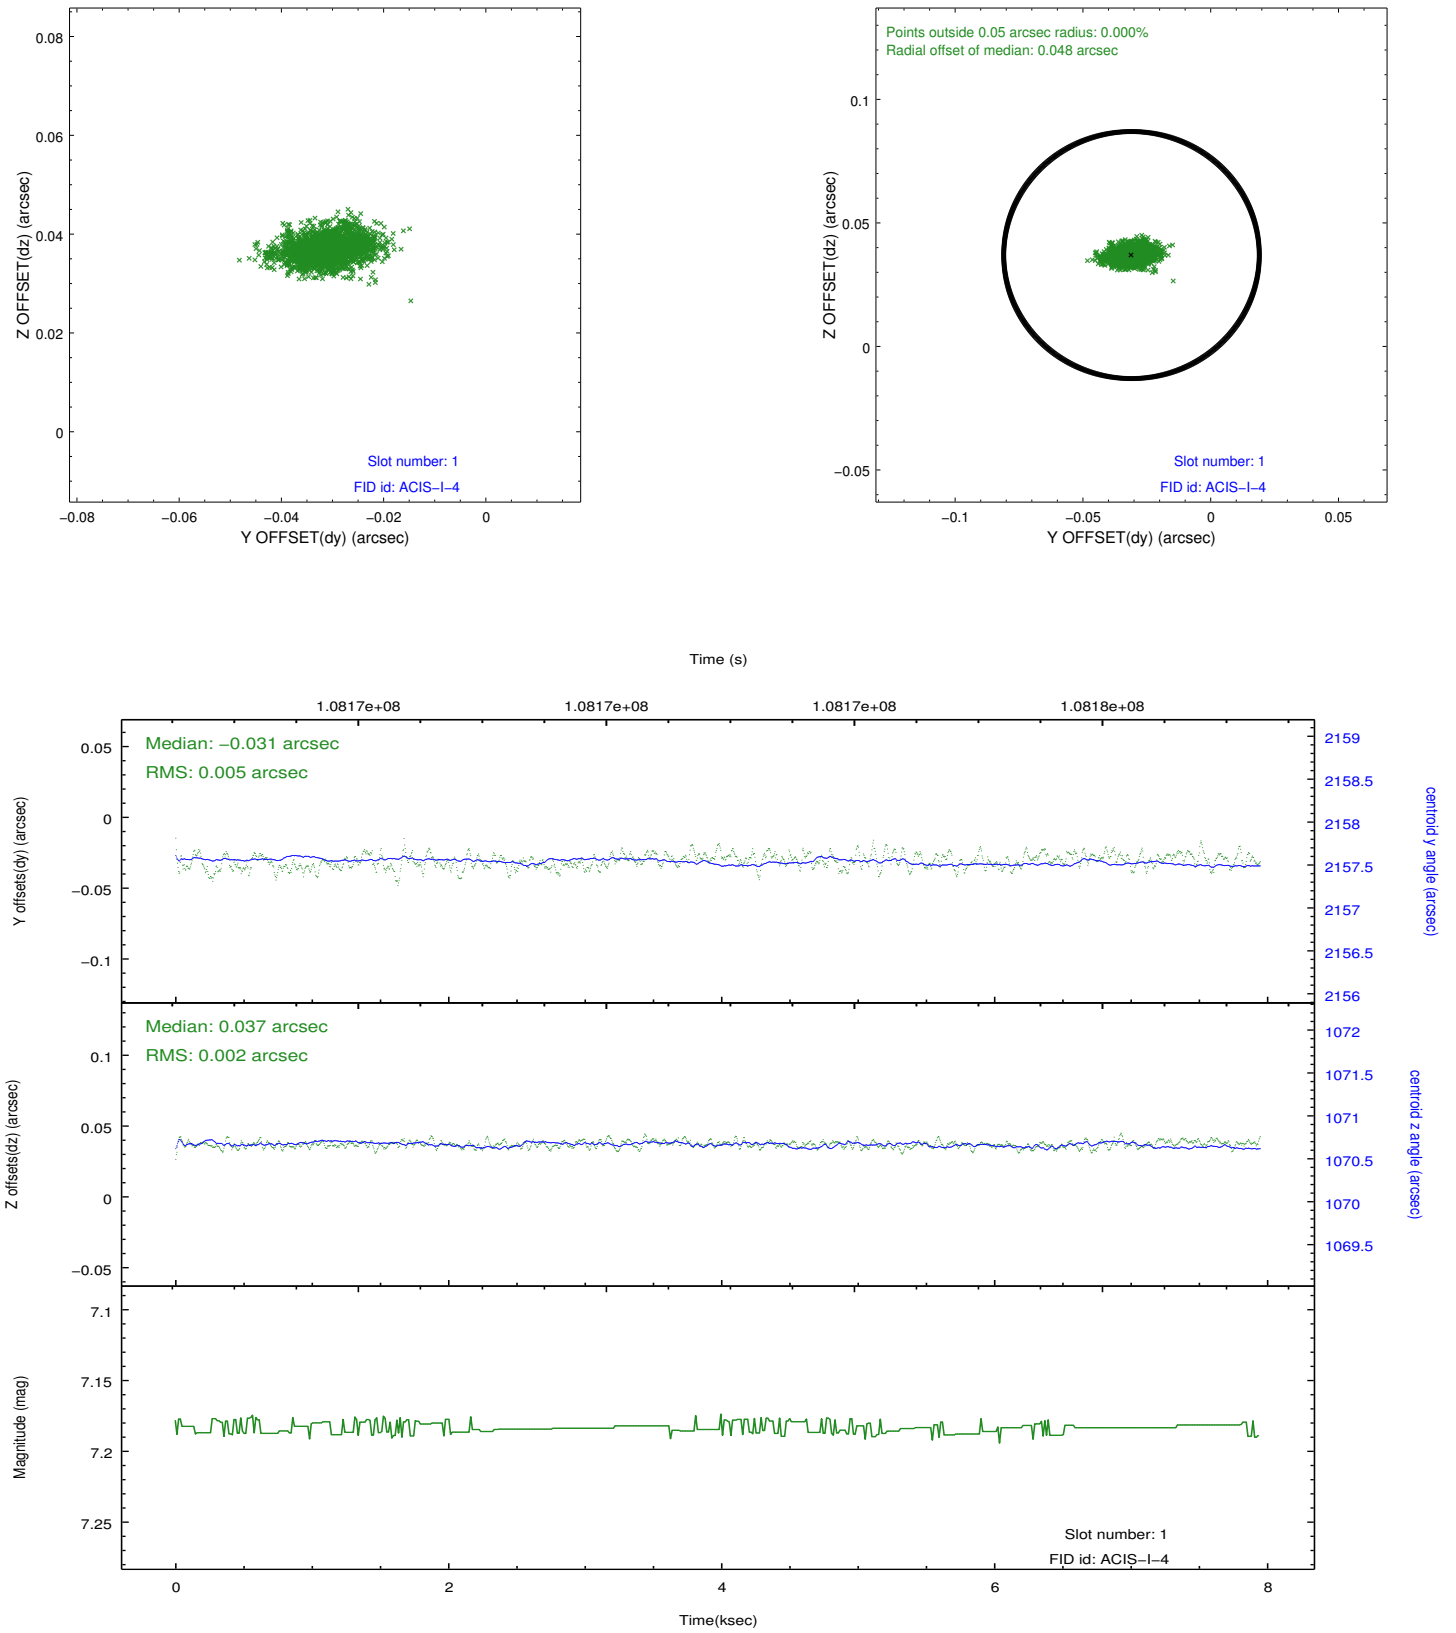 0.08
0.06
0.04
0.02
0
Z OFFSET(dz) (arcsec)
Slot number: 1
FID id: ACIS−I−4
−0.08 −0.06 −0.04 −0.02 0
Y OFFSET(dy) (arcsec)
Points outside 0.05 arcsec radius: 0.000%
Radial offset of median: 0.048 arcsec
0.1
0.05
0
−0.05
Z OFFSET(dz) (arcsec)
Slot number: 1
FID id: ACIS−I−4
−0.1 −0.05 0 0.05
Y OFFSET(dy) (arcsec)
Time (s)
1.0817e+08 1.0817e+08 1.0817e+08 1.0818e+08
Median: −0.031 arcsec
RMS: 0.005 arcsec
0.05
0
−0.05
−0.1
Y offsets(dy) (arcsec)
2159
2158.5
2158
2157.5
2157
2156.5
2156
centroid y angle (arcsec)
Median: 0.037 arcsec
RMS: 0.002 arcsec
0.1
0.05
0
−0.05
Z offsets(dz) (arcsec)
1072
1071.5
1071
1070.5
1070
1069.5
centroid z angle (arcsec)
7.1
7.15
7.2
7.25
Magnitude (mag)
Slot number: 1
FID id: ACIS−I−4
0 2 4 6 8
Time(ksec)